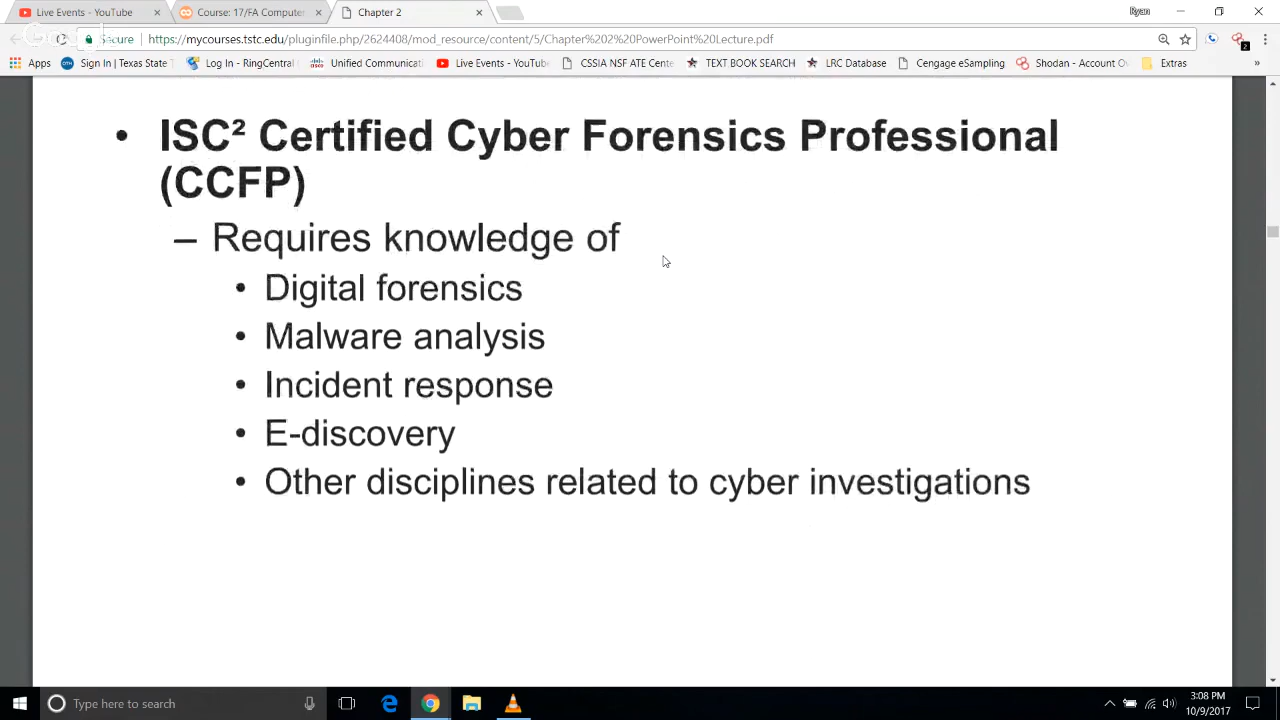 Live Events - YouTube
Course: 17/FA Computer
Chapter 2
Ryan
Secure
https://mycourses.tstc.edu/pluginfile.php/2624408/mod_resource/content/5/Chapter%202%20PowerPoint%20Lecture.pdf
2
Apps
Sign In | Texas State T
Log In - RingCentral
Unified Communicati
Live Events - YouTube
CSSIA NSF ATE Cente
TEXT BOOK SEARCH
LRC Database
Cengage eSampling
Shodan - Account Ov
Extras
»
• ISC² Certified Cyber Forensics Professional
(CCFP)
– Requires knowledge of
• Digital forensics
• Malware analysis
• Incident response
• E-discovery
• Other disciplines related to cyber investigations
Type here to search
3:08 PM
10/9/2017